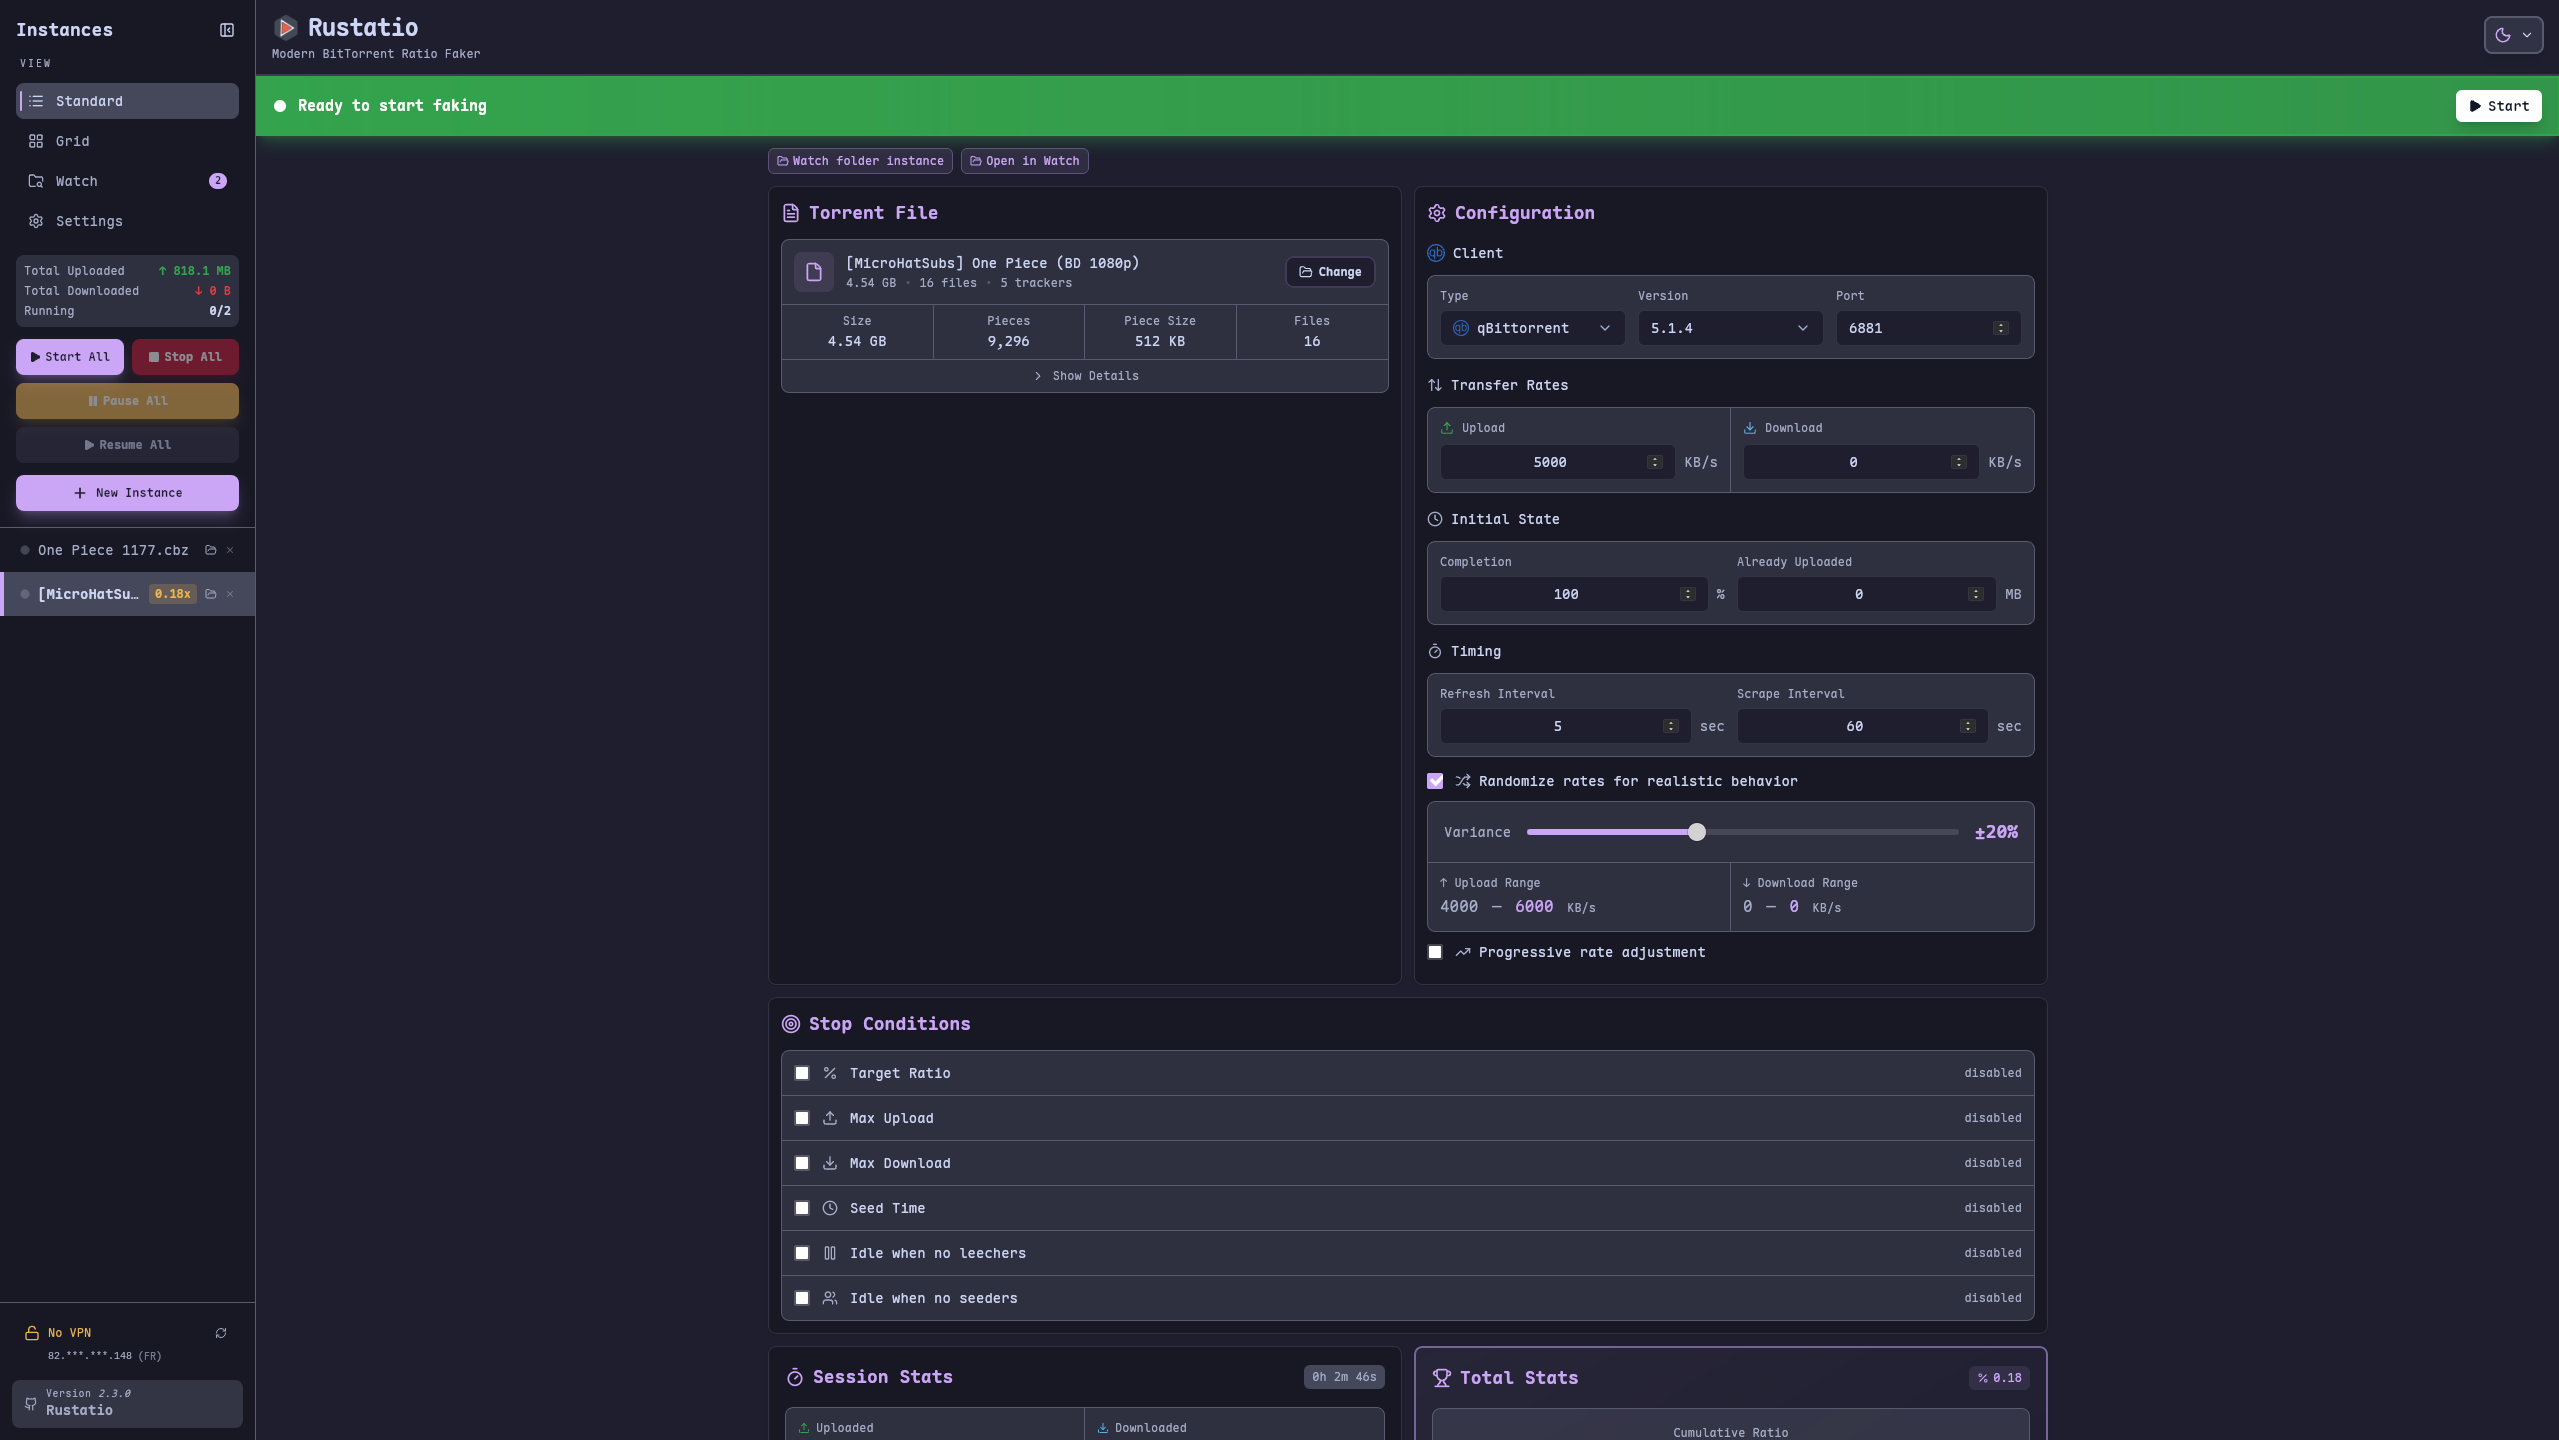 Instances
VIEW
Standard
Grid
Watch 2
Settings
Total Uploaded ↑ 818.1 MB
Total Downloaded ↓ 0 B
Running 0/2
Start All
Stop All
Pause All
Resume All
+ New Instance
One Piece 1177.cbz ×
[MicroHatSu… 0.18x ×
No VPN
82.***.***.148 (FR)
Version 2.3.0
Rustatio
Rustatio
Modern BitTorrent Ratio Faker
Ready to start faking
Start
Watch folder instance
Open in Watch
Torrent File
[MicroHatSubs] One Piece (BD 1080p)
4.54 GB · 16 files · 5 trackers
Change
Size Pieces Piece Size Files
4.54 GB 9,296 512 KB 16
Show Details
Configuration
qb Client
Type Version Port
qb qBittorrent 5.1.4 6881
Transfer Rates
Upload Download
5000 KB/s 0 KB/s
Initial State
Completion Already Uploaded
100 % 0 MB
Timing
Refresh Interval Scrape Interval
5 sec 60 sec
Randomize rates for realistic behavior
Variance ±20%
↑ Upload Range ↓ Download Range
4000 — 6000 KB/s 0 — 0 KB/s
Progressive rate adjustment
Stop Conditions
Target Ratio disabled
Max Upload disabled
Max Download disabled
Seed Time disabled
Idle when no leechers disabled
Idle when no seeders disabled
Session Stats 0h 2m 46s
Uploaded Downloaded
Total Stats % 0.18
Cumulative Ratio